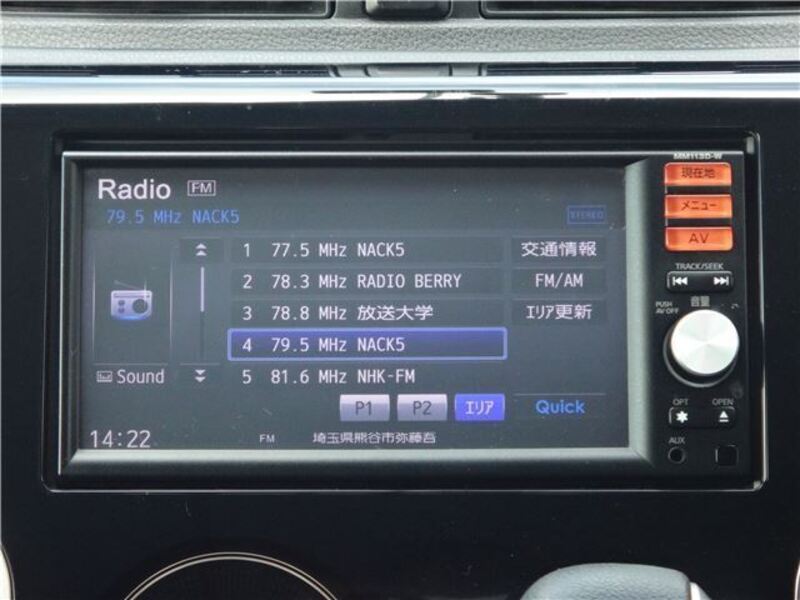 MM113D-W
Radio FM
79.5 MHz NACK5
STEREO
1 77.5 MHz NACK5
2 78.3 MHz RADIO BERRY
3 78.8 MHz 放送大学
4 79.5 MHz NACK5
5 81.6 MHz NHK-FM
交通情報
FM/AM
エリア更新
Sound
P1 P2 エリア Quick
14:22 FM 埼玉県熊谷市弥藤吾
現在地
メニュー
AV
TRACK/SEEK
音量
PUSH
AV OFF
OPT OPEN
AUX